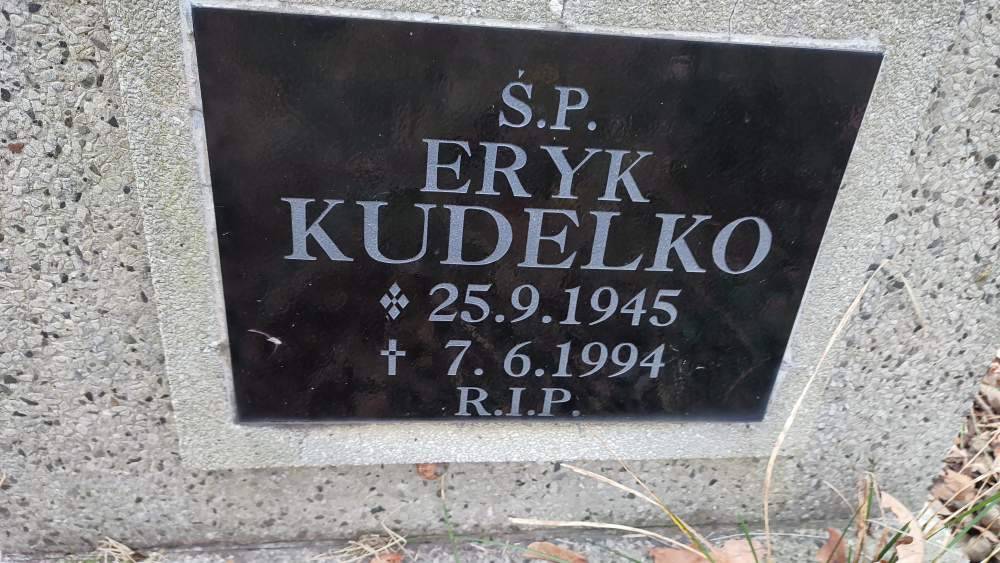 Ś.P.
ERYK
KUDELKO
25.9.1945
† 7. 6.1994
R.I.P.